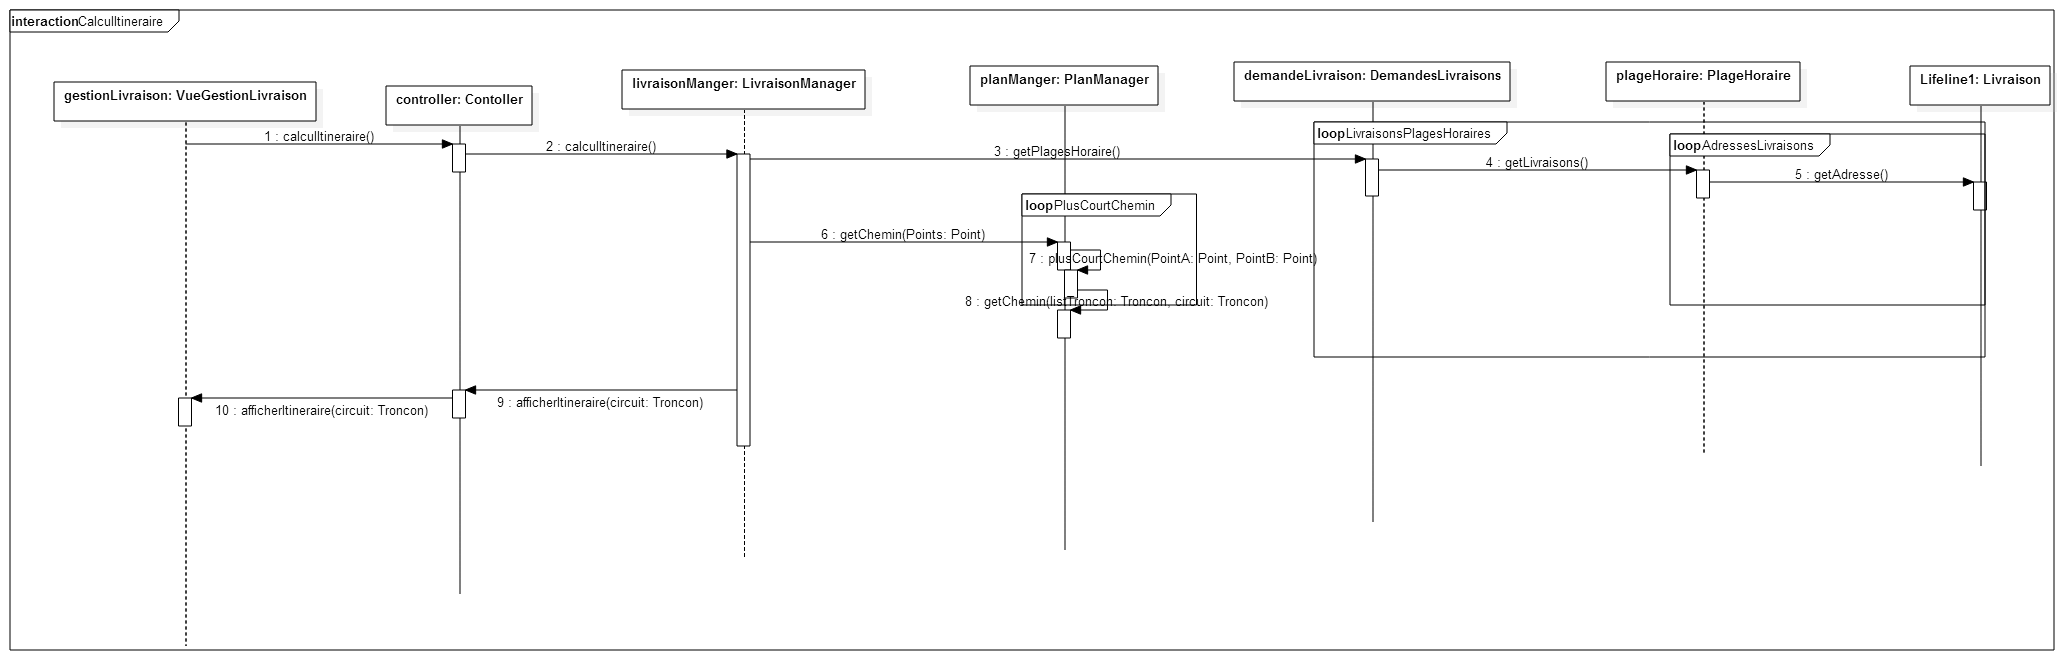 interactionCalculItineraire
gestionLivraison: VueGestionLivraison
controller: Contoller
livraisonManger: LivraisonManager
planManger: PlanManager
demandeLivraison: DemandesLivraisons
plageHoraire: PlageHoraire
Lifeline1: Livraison
loopLivraisonsPlagesHoraires
loopAdressesLivraisons
1 : calculItineraire()
2 : calculItineraire()
3 : getPlagesHoraire()
4 : getLivraisons()
5 : getAdresse()
loopPlusCourtChemin
6 : getChemin(Points: Point)
7 : plusCourtChemin(PointA: Point, PointB: Point)
8 : getChemin(listTroncon: Troncon, circuit: Troncon)
9 : afficherItineraire(circuit: Troncon)
10 : afficherItineraire(circuit: Troncon)